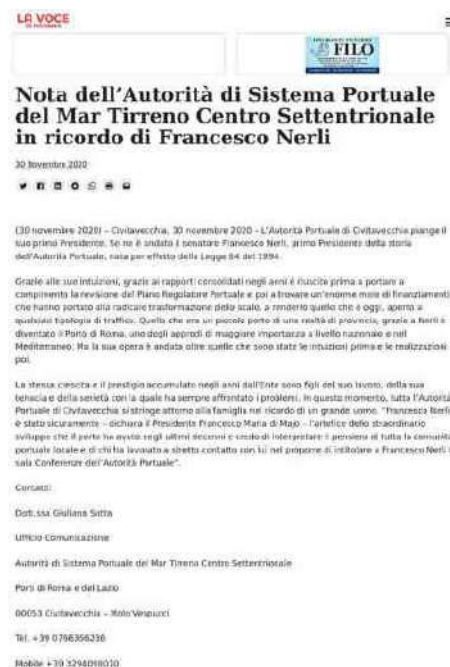 LA VOCE
FILO
Nota dell’Autorità di Sistema Portuale
del Mar Tirreno Centro Settentrionale
in ricordo di Francesco Nerli
30 Novembre 2020
(30 novembre 2020) – Civitavecchia, 30 novembre 2020 – L’Autorità Portuale di Civitavecchia piange il
suo primo Presidente. Se ne è andato il senatore Francesco Nerli, primo Presidente della storia
dell’Autorità Portuale, nata per effetto della Legge 84 del 1994.
Grazie alle sue intuizioni, grazie ai rapporti consolidati negli anni è riuscito prima a portare a
compimento la revisione del Piano Regolatore Portuale e poi a trovare un’enorme mole di finanziamenti
che hanno portato alla radicale trasformazione dello scalo, a renderlo quello che è oggi, aperto a
qualsiasi tipologia di traffico. Quello che era un piccolo porto di una realtà di provincia, grazie a Nerli è
diventato il Porto di Roma, uno degli approdi di maggiore importanza a livello nazionale e nel
Mediterraneo. Ma la sua opera è andata oltre quelle che sono state le intuizioni prima e le realizzazioni
poi.
La stessa crescita e il prestigio accumulato negli anni dall’Ente sono figli del suo lavoro, della sua
tenacia e della serietà con la quale ha sempre affrontato i problemi. In questo momento, tutta l’Autorità
Portuale di Civitavecchia si stringe attorno alla famiglia nel ricordo di un grande uomo. “Francesco Nerli
è stato sicuramente – dichiara il Presidente Francesco Maria di Majo – l’artefice dello straordinario
sviluppo che il porto ha avuto negli ultimi decenni e credo di interpretare il pensiero di tutta la comunità
portuale locale e di chi ha lavorato a stretto contatto con lui nel proporre di intitolare a Francesco Nerli la
sala Conferenze dell’Autorità Portuale”.
Contatti:
Dott.ssa Giuliana Satta
Ufficio Comunicazione
Autorità di Sistema Portuale del Mar Tirreno Centro Settentrionale
Porti di Roma e del Lazio
00053 Civitavecchia – Molo Vespucci
Tel. +39 0766366236
Mobile +39 3294098030